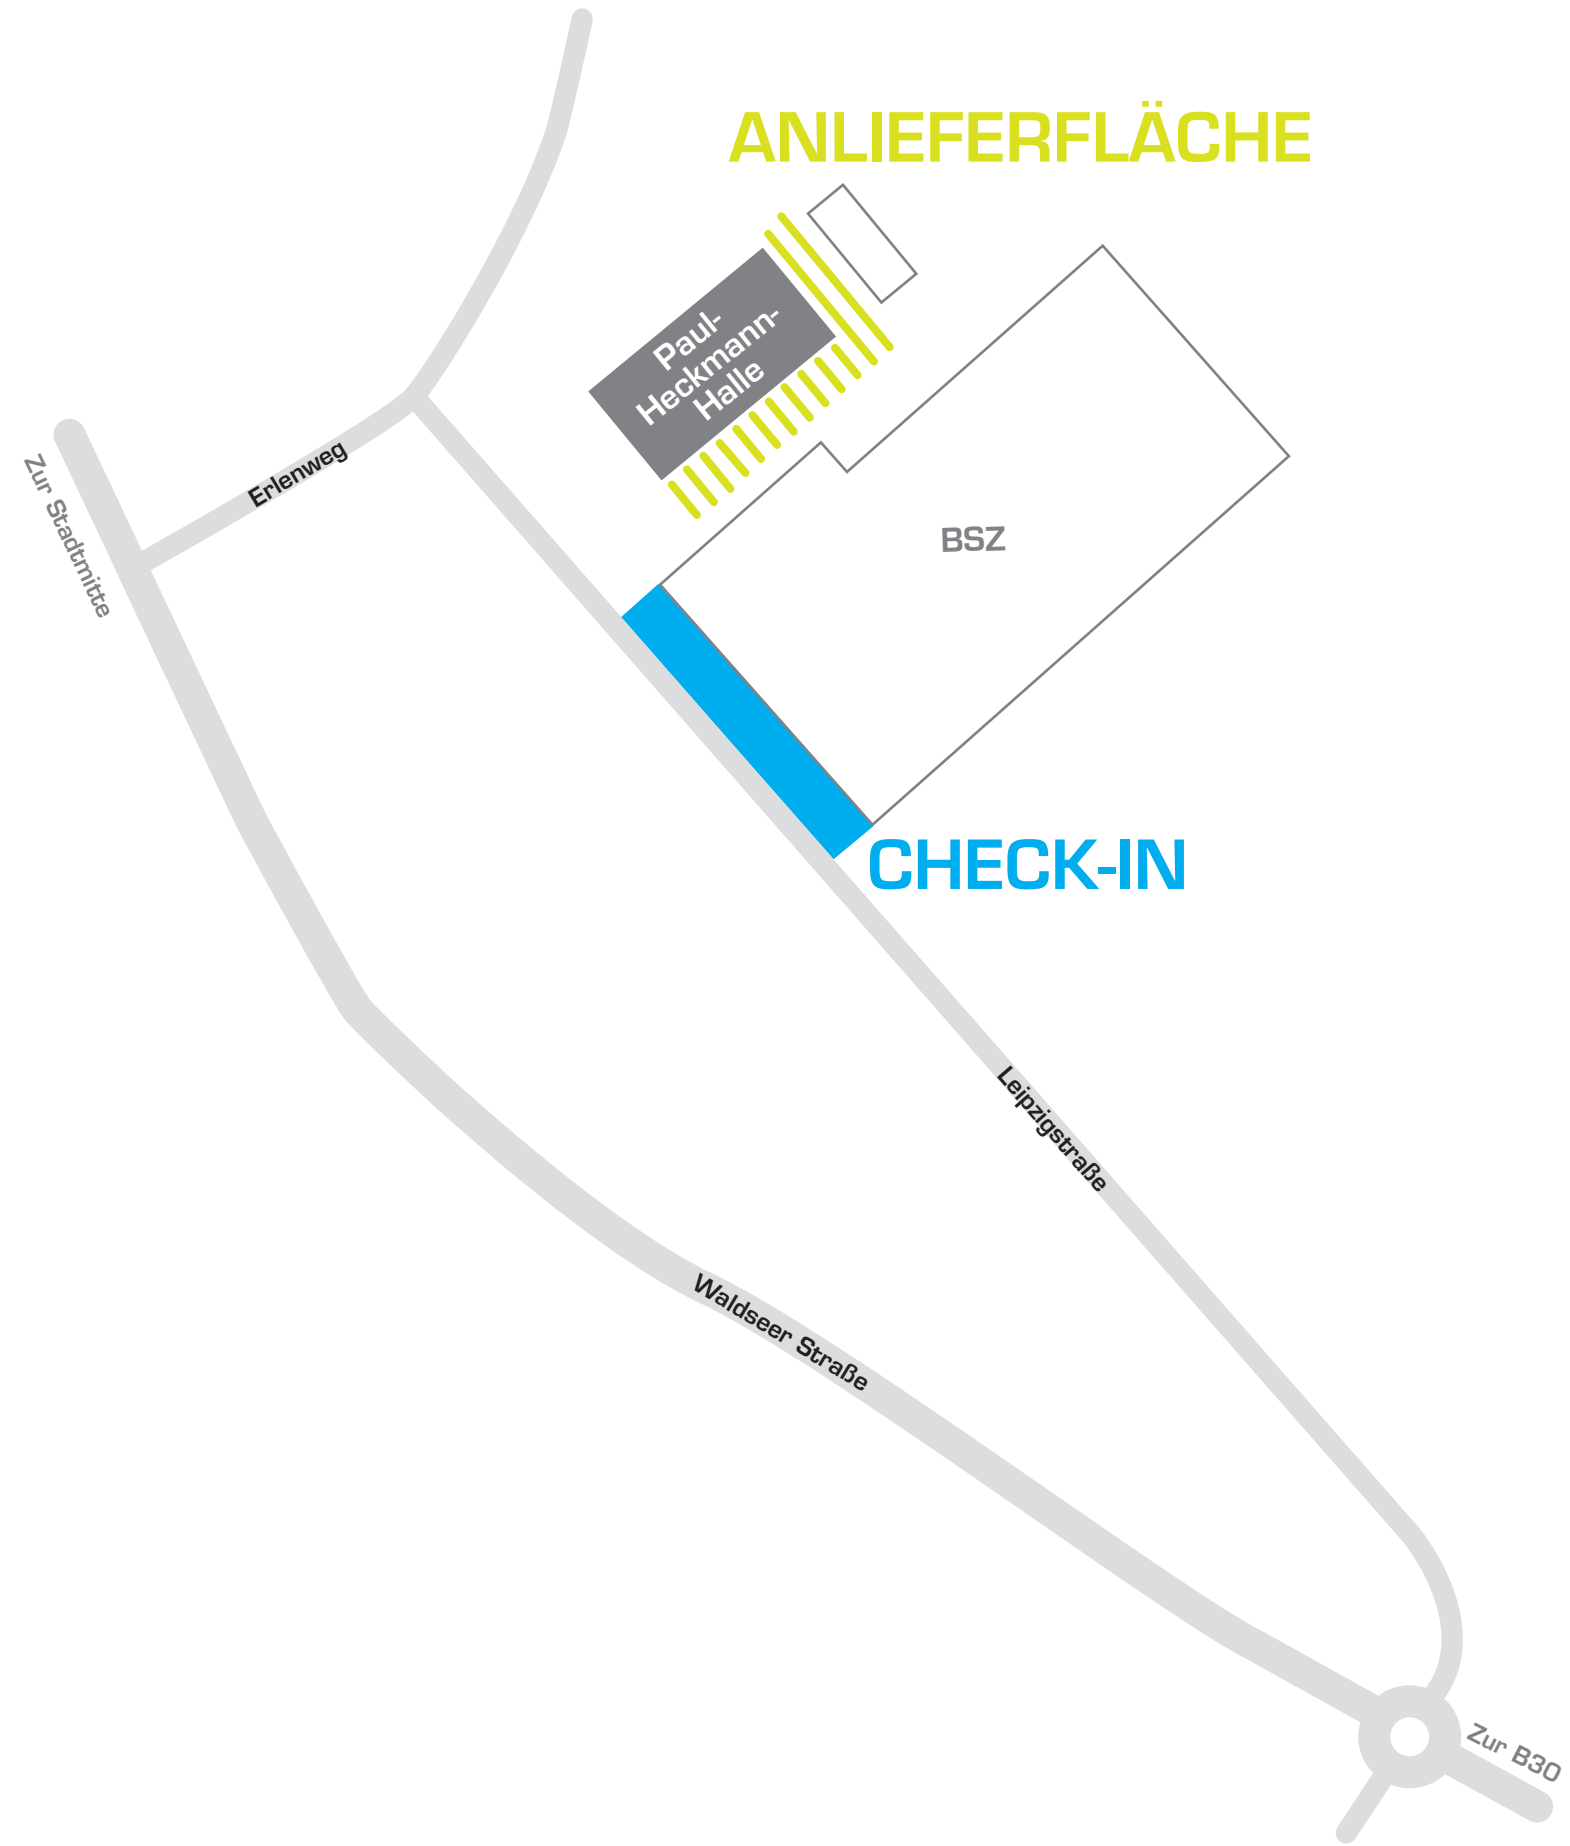 ANLIEFERFLÄCHE
Paul-
Heckmann-
Halle
Erlenweg
Zur Stadtmitte
BSZ
CHECK-IN
Leipzigstraße
Waldseer Straße
Zur B30